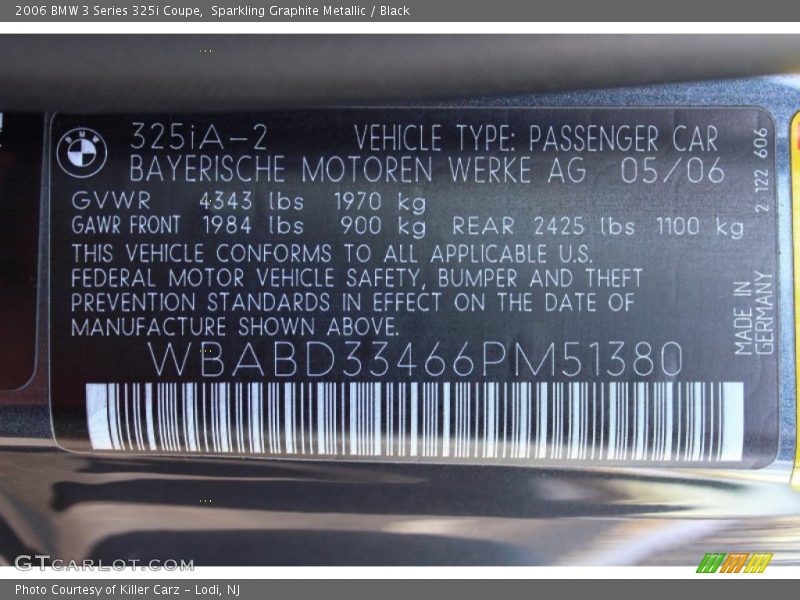 2006 BMW 3 Series 325i Coupe,  Sparkling Graphite Metallic / Black
BMW
325iA-2 VEHICLE TYPE: PASSENGER CAR
BAYERISCHE MOTOREN WERKE AG 05/06
GVWR 4343 lbs 1970 kg
GAWR FRONT 1984 lbs 900 kg REAR 2425 lbs 1100 kg
THIS VEHICLE CONFORMS TO ALL APPLICABLE U.S.
FEDERAL MOTOR VEHICLE SAFETY, BUMPER AND THEFT
PREVENTION STANDARDS IN EFFECT ON THE DATE OF
MANUFACTURE SHOWN ABOVE.
WBABD33466PM51380
2 122 606
MADE IN
GERMANY
GTCARLOT.COM
Photo Courtesy of Killer Carz - Lodi, NJ